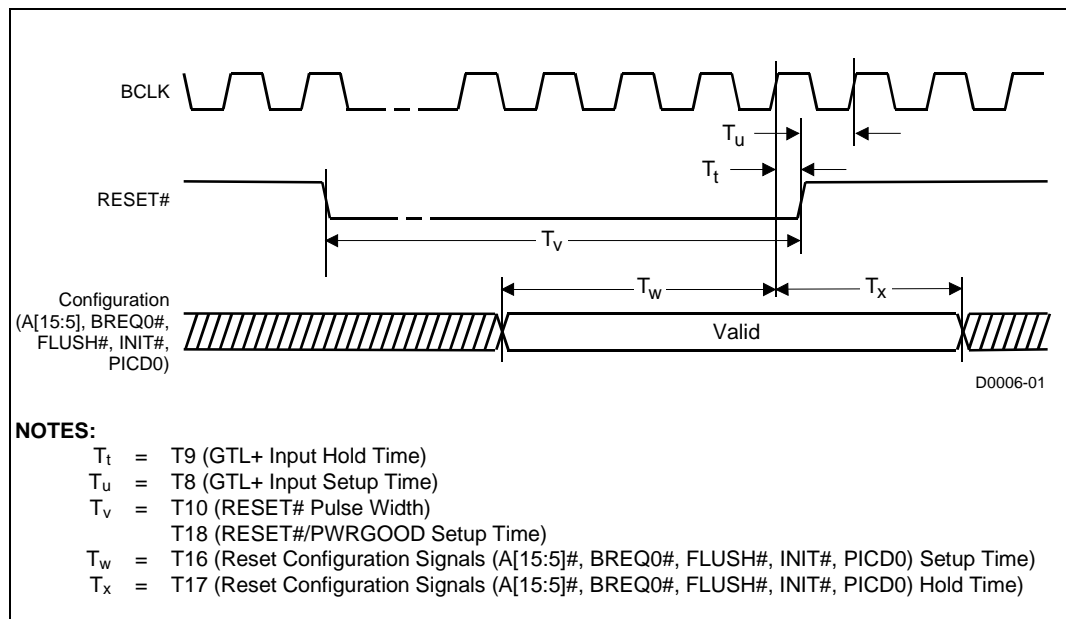 BCLK
Tu
Tt
RESET#
Tv
Tw
Tx
Configuration
(A[15:5], BREQ0#,
FLUSH#, INIT#,
PICD0)
Valid
D0006-01
NOTES:
Tt = T9 (GTL+ Input Hold Time)
Tu = T8 (GTL+ Input Setup Time)
Tv = T10 (RESET# Pulse Width)
T18 (RESET#/PWRGOOD Setup Time)
Tw = T16 (Reset Configuration Signals (A[15:5]#, BREQ0#, FLUSH#, INIT#, PICD0) Setup Time)
Tx = T17 (Reset Configuration Signals (A[15:5]#, BREQ0#, FLUSH#, INIT#, PICD0) Hold Time)